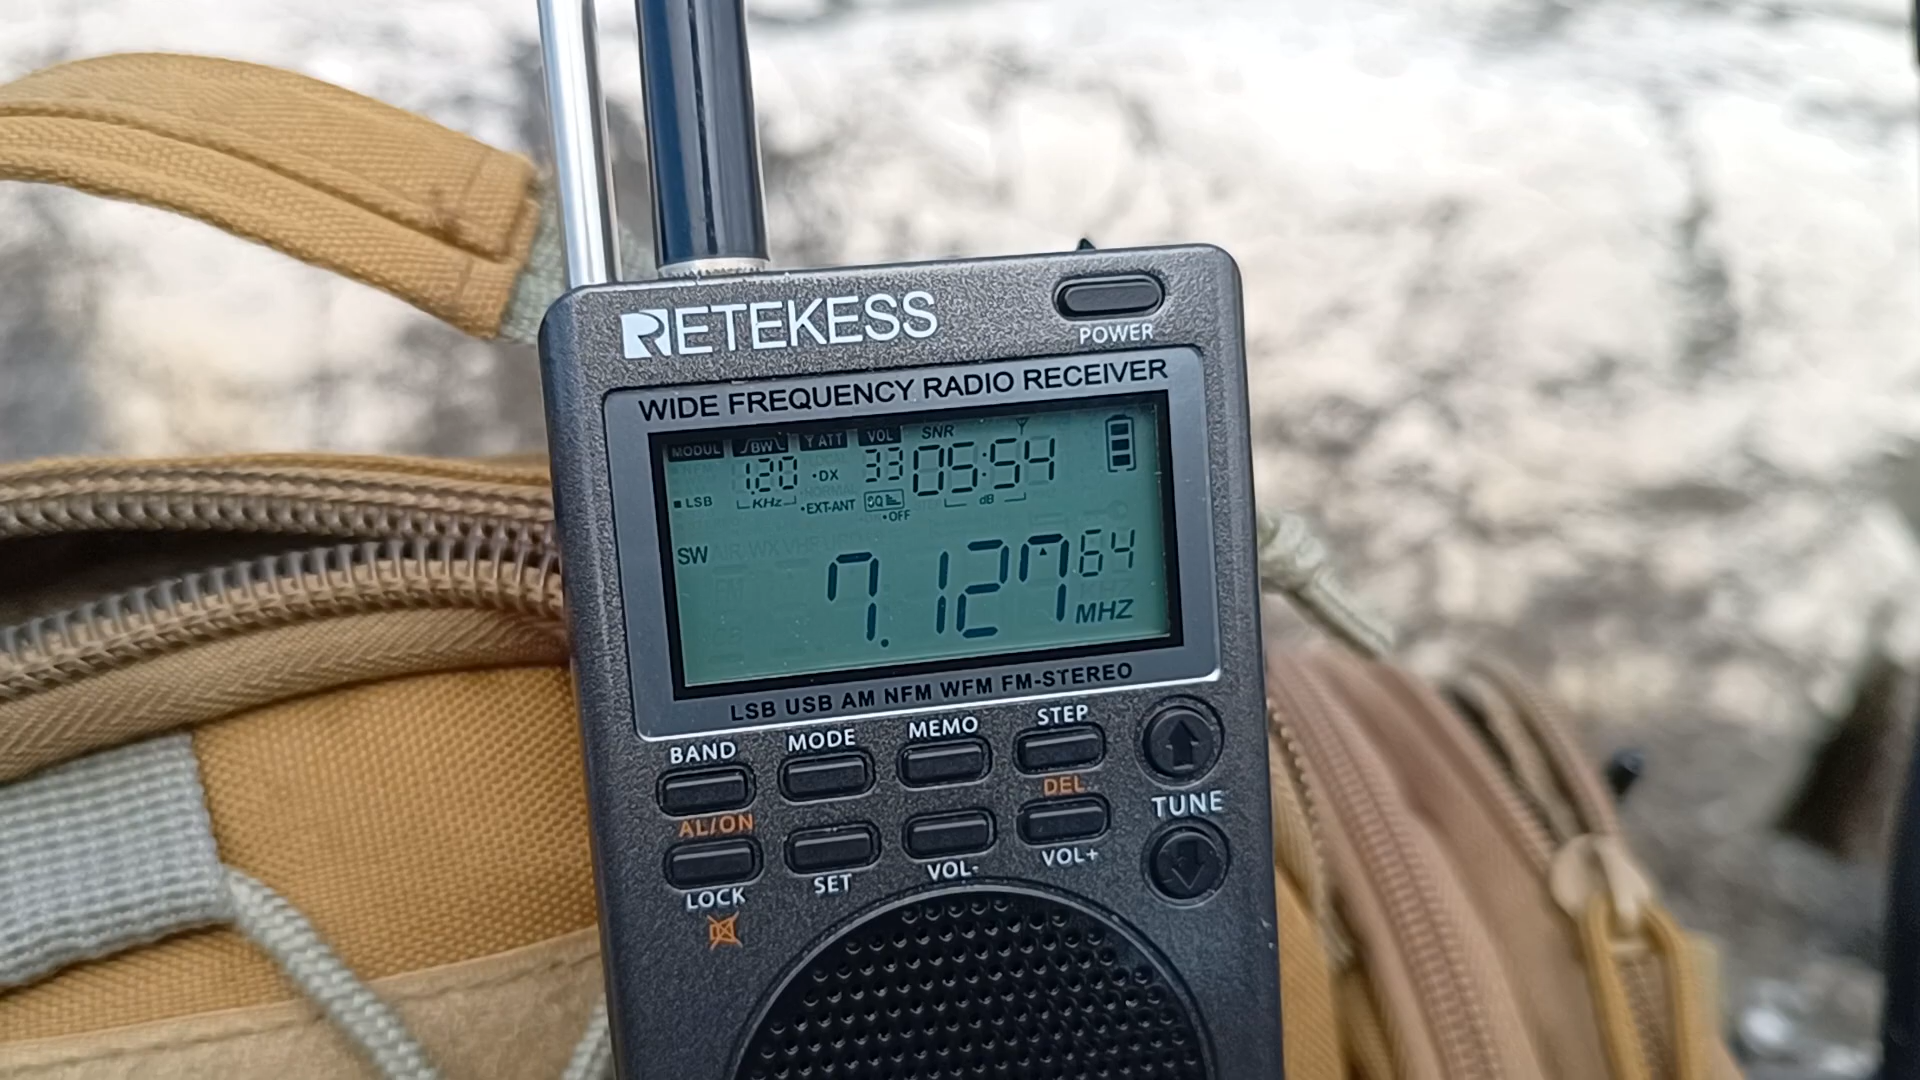 RETEKESS
POWER
WIDE FREQUENCY RADIO RECEIVER
MODUL BW ATT VOL SNR
1.20 •DX 33 05:54
LSB KHz •EXT-ANT SQ dB
•OFF
SW
7.127.64
MHZ
LSB USB AM NFM WFM FM-STEREO
BAND MODE MEMO STEP
AL/ON DEL TUNE
LOCK SET VOL- VOL+